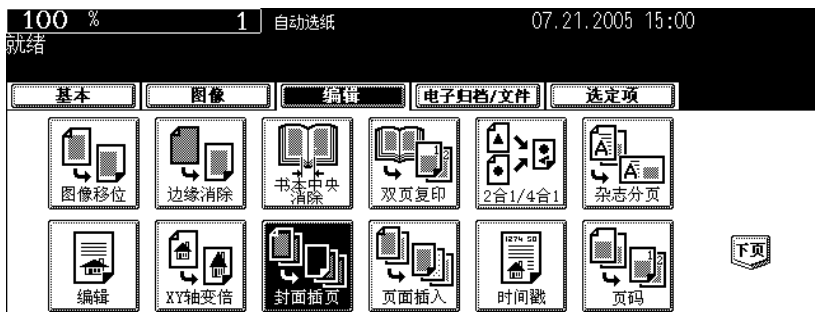 100 % 1 自动选纸 07.21.2005 15:00
就绪
基本 图像 编辑 电子归档/文件 选定项
图像移位 边缘消除 书本中央消除 双页复印 2合1/4合1 杂志分页
编辑 XY轴变倍 封面插页 页面插入 时间戳 页码 下页